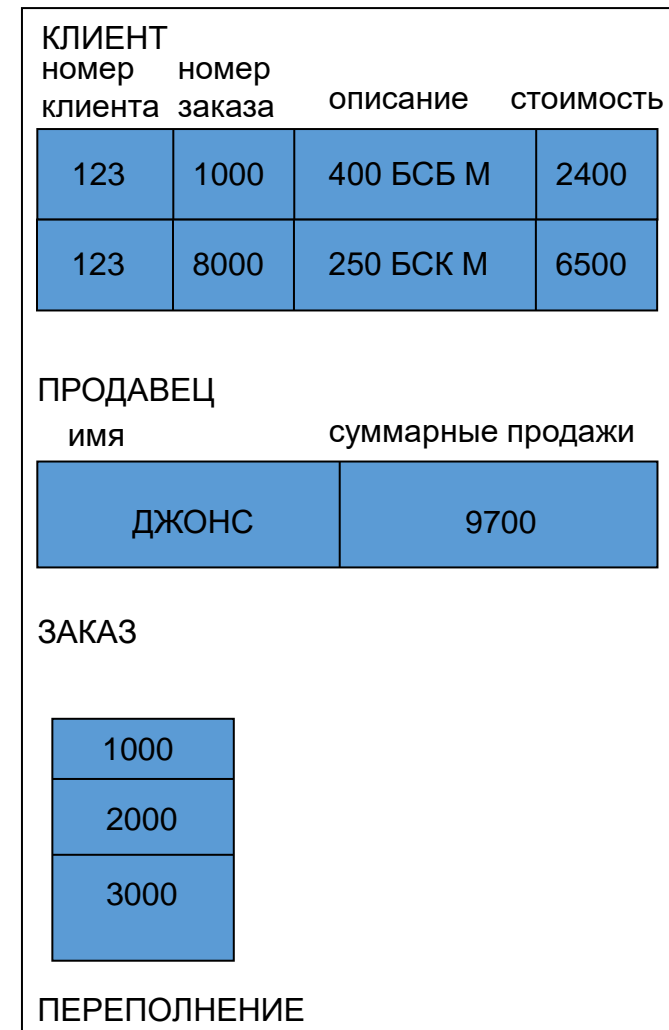 КЛИЕНТ
номер номер
клиента заказа описание стоимость
123 1000 400 БСБ М 2400
123 8000 250 БСК М 6500
ПРОДАВЕЦ
имя суммарные продажи
ДЖОНС 9700
ЗАКАЗ
1000
2000
3000
ПЕРЕПОЛНЕНИЕ